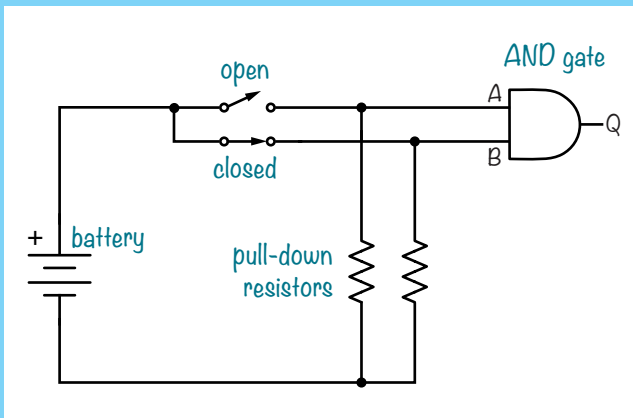 AND gate
open
A
Q
B
closed
+ battery
pull-down
resistors